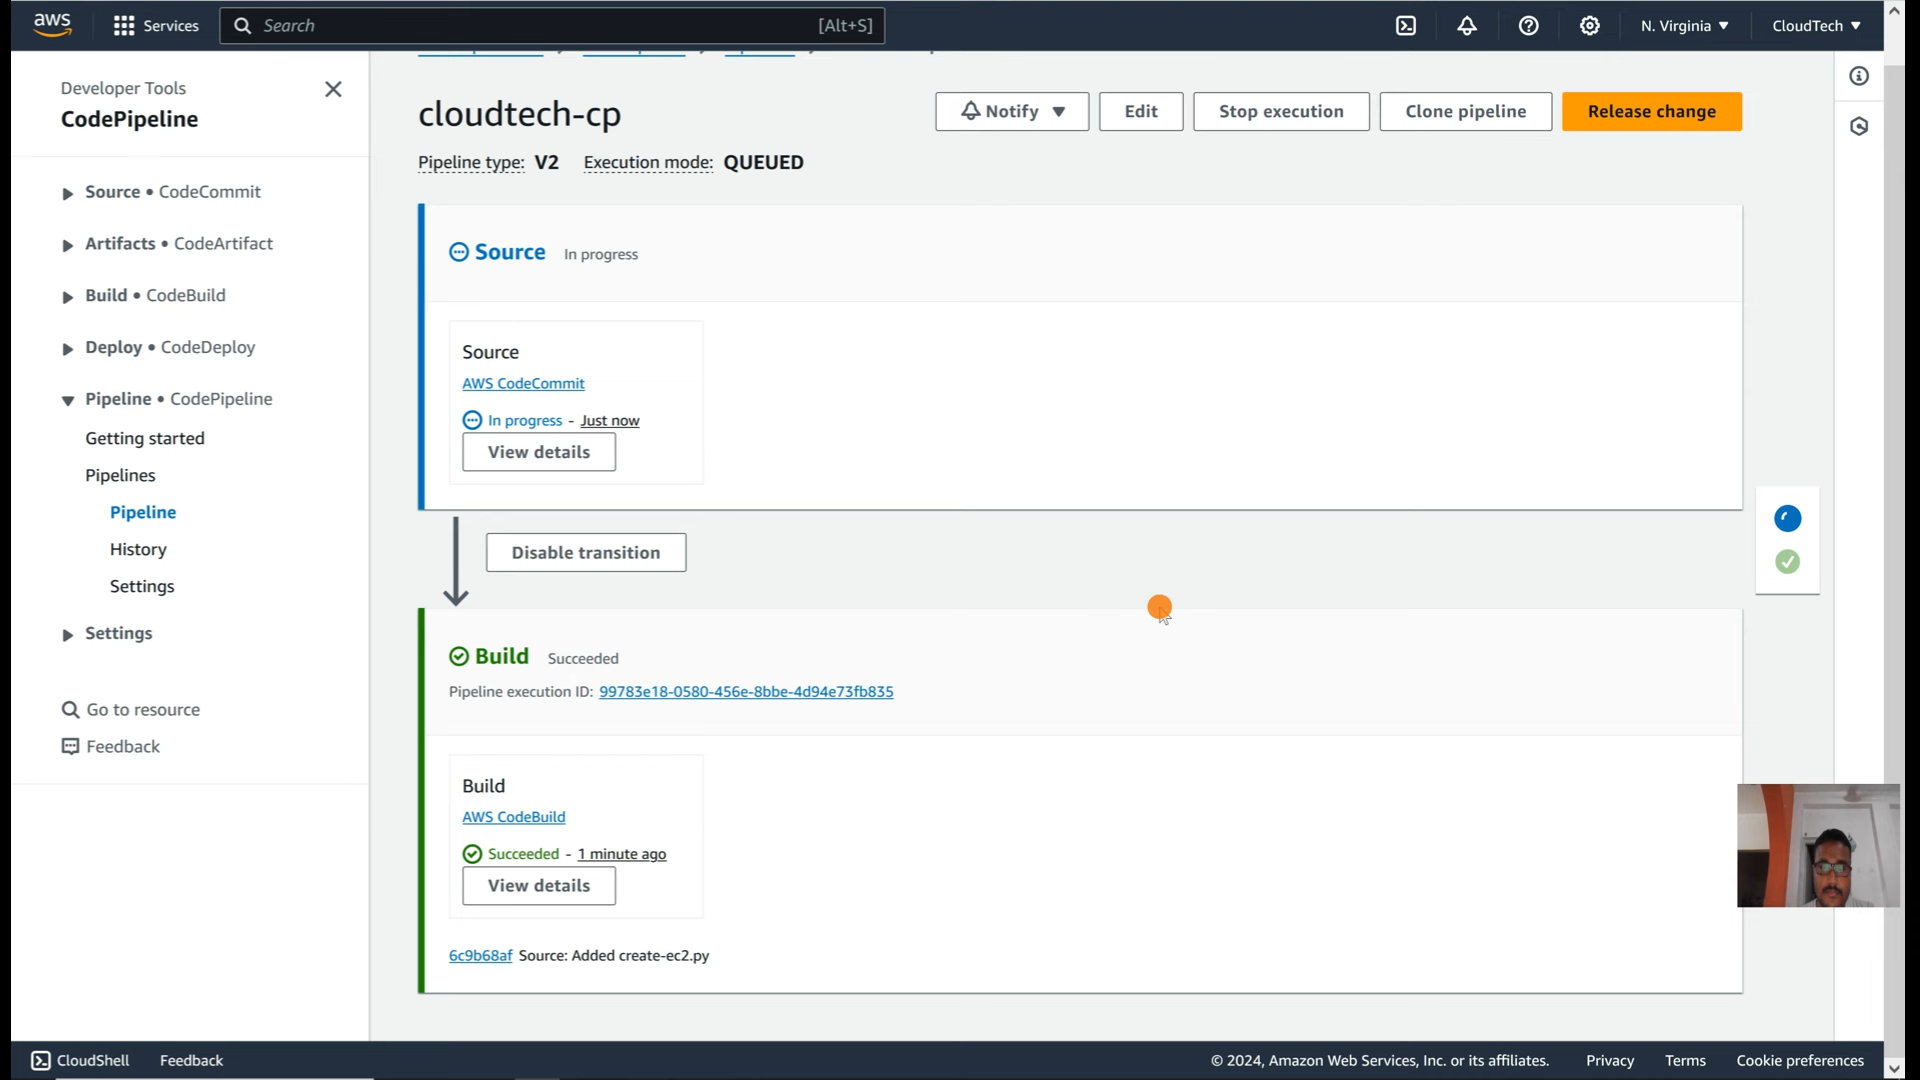 aws
Services
Search
[Alt+S]
N. Virginia
CloudTech
Developer Tools
CodePipeline
Source • CodeCommit
Artifacts • CodeArtifact
Build • CodeBuild
Deploy • CodeDeploy
Pipeline • CodePipeline
Getting started
Pipelines
Pipeline
History
Settings
Settings
Go to resource
Feedback
cloudtech-cp
Notify
Edit
Stop execution
Clone pipeline
Release change
Pipeline type: V2 Execution mode: QUEUED
Source In progress
Source
AWS CodeCommit
In progress - Just now
View details
Disable transition
Build Succeeded
Pipeline execution ID: 99783e18-0580-456e-8bbe-4d94e73fb835
Build
AWS CodeBuild
Succeeded - 1 minute ago
View details
6c9b68af Source: Added create-ec2.py
CloudShell
Feedback
© 2024, Amazon Web Services, Inc. or its affiliates.
Privacy
Terms
Cookie preferences